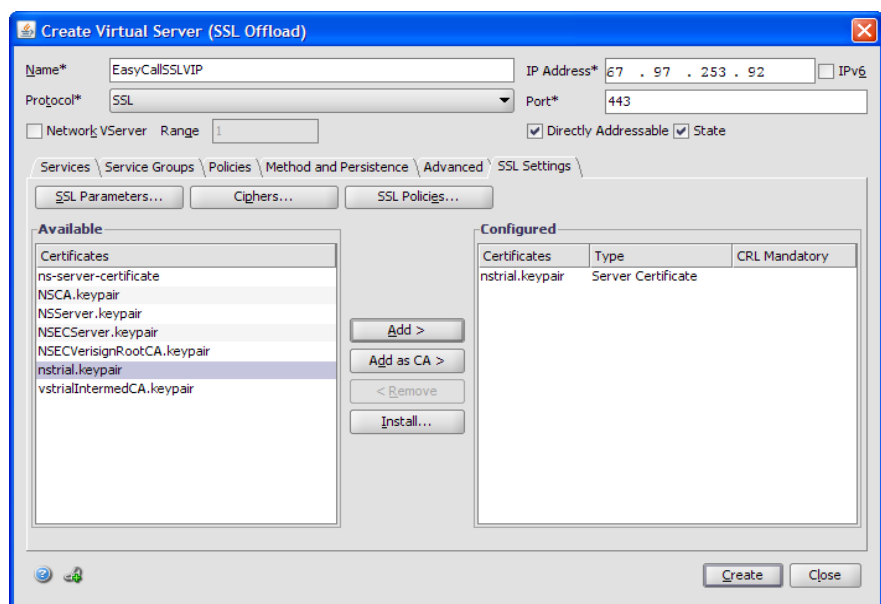 Create Virtual Server (SSL Offload)
Name* EasyCallSSLVIP IP Address* 67 . 97 . 253 . 92 IPv6
Protocol* SSL Port* 443
Network VServer Range 1 Directly Addressable State
Services Service Groups Policies Method and Persistence Advanced SSL Settings
SSL Parameters... Ciphers... SSL Policies...
Available Configured
Certificates Certificates Type CRL Mandatory
ns-server-certificate nstrial.keypair Server Certificate
NSCA.keypair
NSServer.keypair
NSECServer.keypair
NSECVerisignRootCA.keypair
nstrial.keypair
vstrialIntermedCA.keypair
Add >
Add as CA >
< Remove
Install...
Create Close